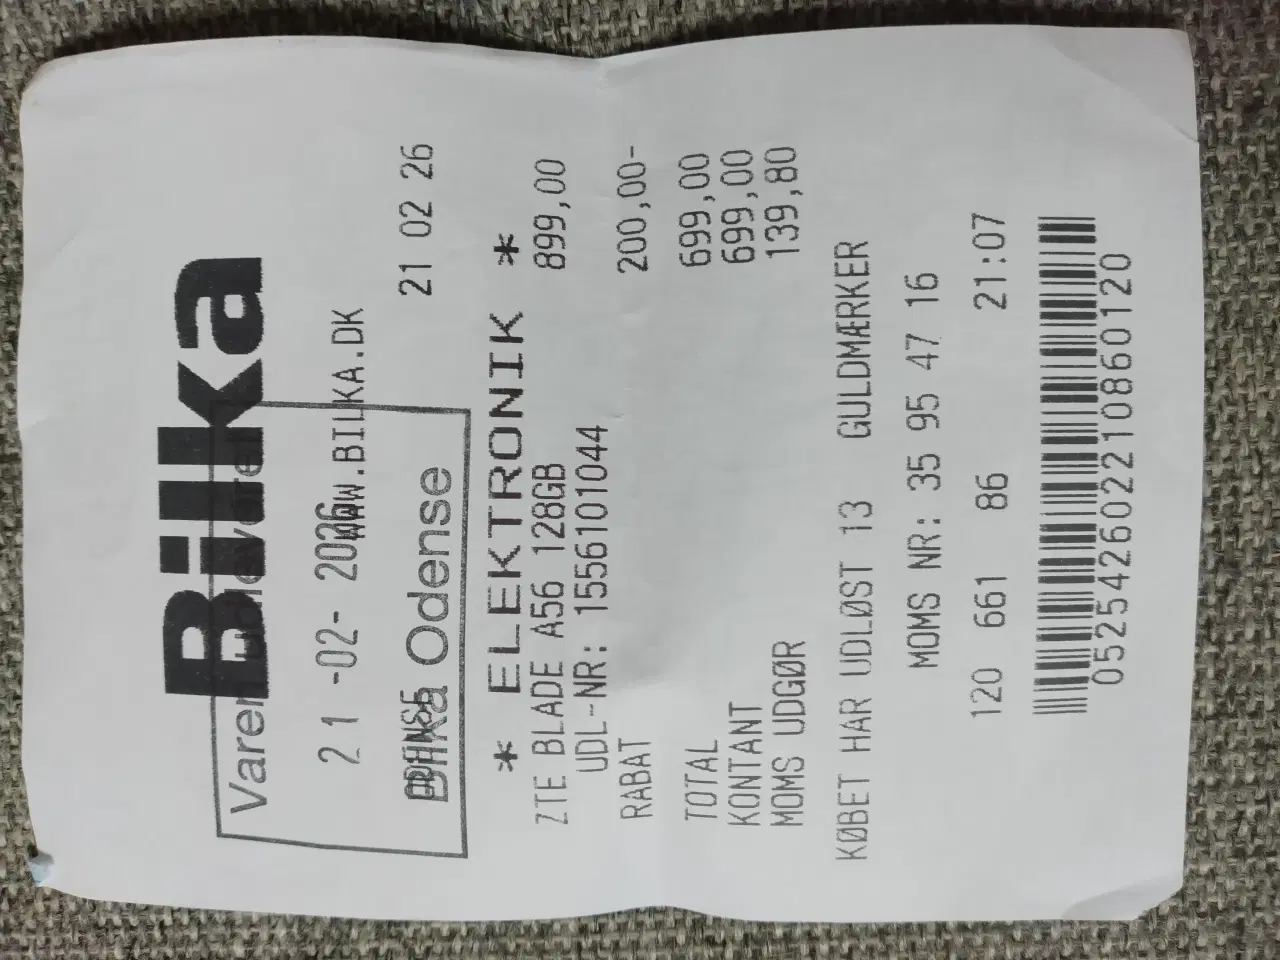 Bilka
Varen udleveret
WWW.BILKA.DK
21 -02- 2026
ODENSE 21 02 26
Bilka Odense
* ELEKTRONIK *
ZTE BLADE A56 128GB 899,00
UDL-NR: 1556101044
RABAT 200,00-
TOTAL 699,00
KONTANT 699,00
MOMS UDGØR 139,80
KØBET HAR UDLØST 13 GULDMÆRKER
MOMS NR: 35 95 47 16
120 661 86 21:07
05254260221086​0120